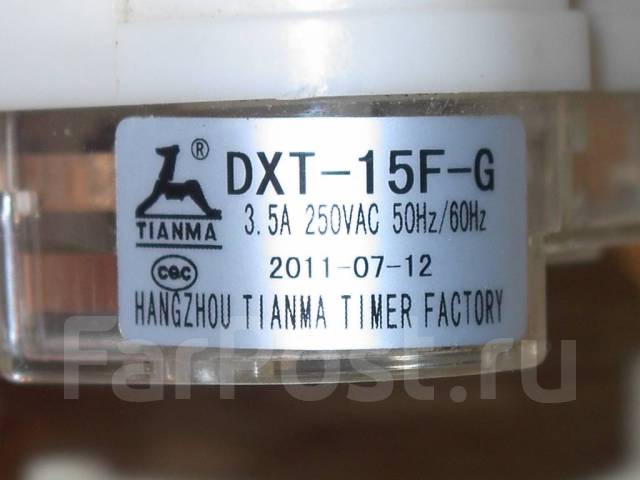 ® DXT-15F-G
TIANMA
3.5A 250VAC 50Hz/60Hz
cqc
2011-07-12
HANGZHOU TIANMA TIMER FACTORY
FarPost.ru